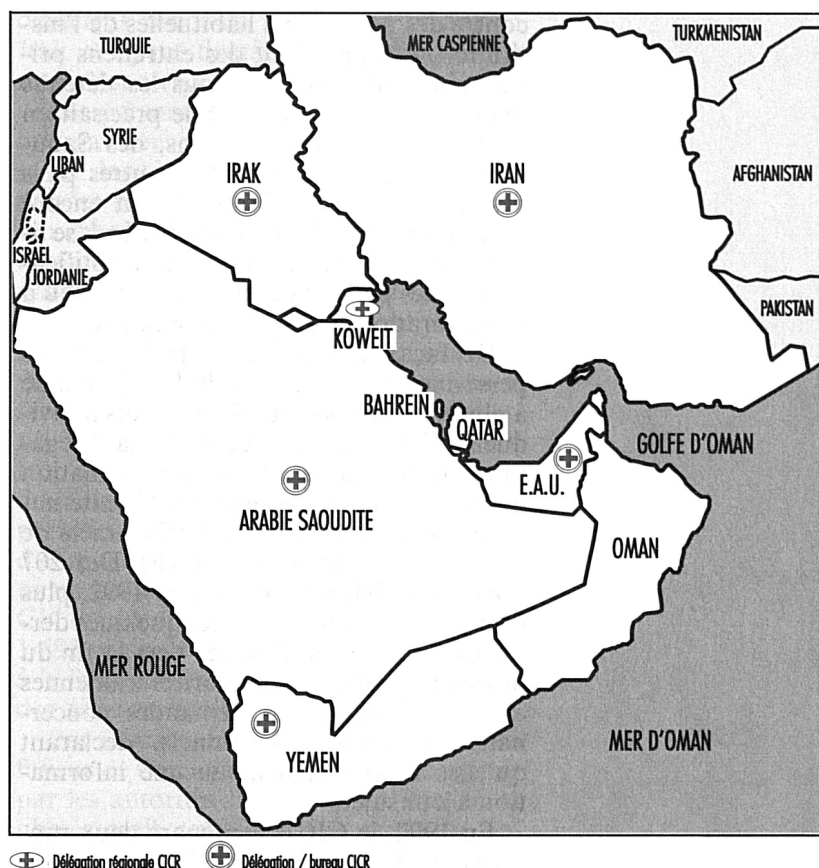 TURQUIE
MER CASPIENNE
TURKMENISTAN
SYRIE
LIBAN
IRAK
IRAN
AFGHANISTAN
ISRAEL
JORDANIE
PAKISTAN
KOWEIT
BAHREIN
QATAR
GOLFE D'OMAN
E.A.U.
ARABIE SAOUDITE
OMAN
MER ROUGE
YEMEN
MER D'OMAN
Délégation régionale CICR
Délégation / bureau CICR